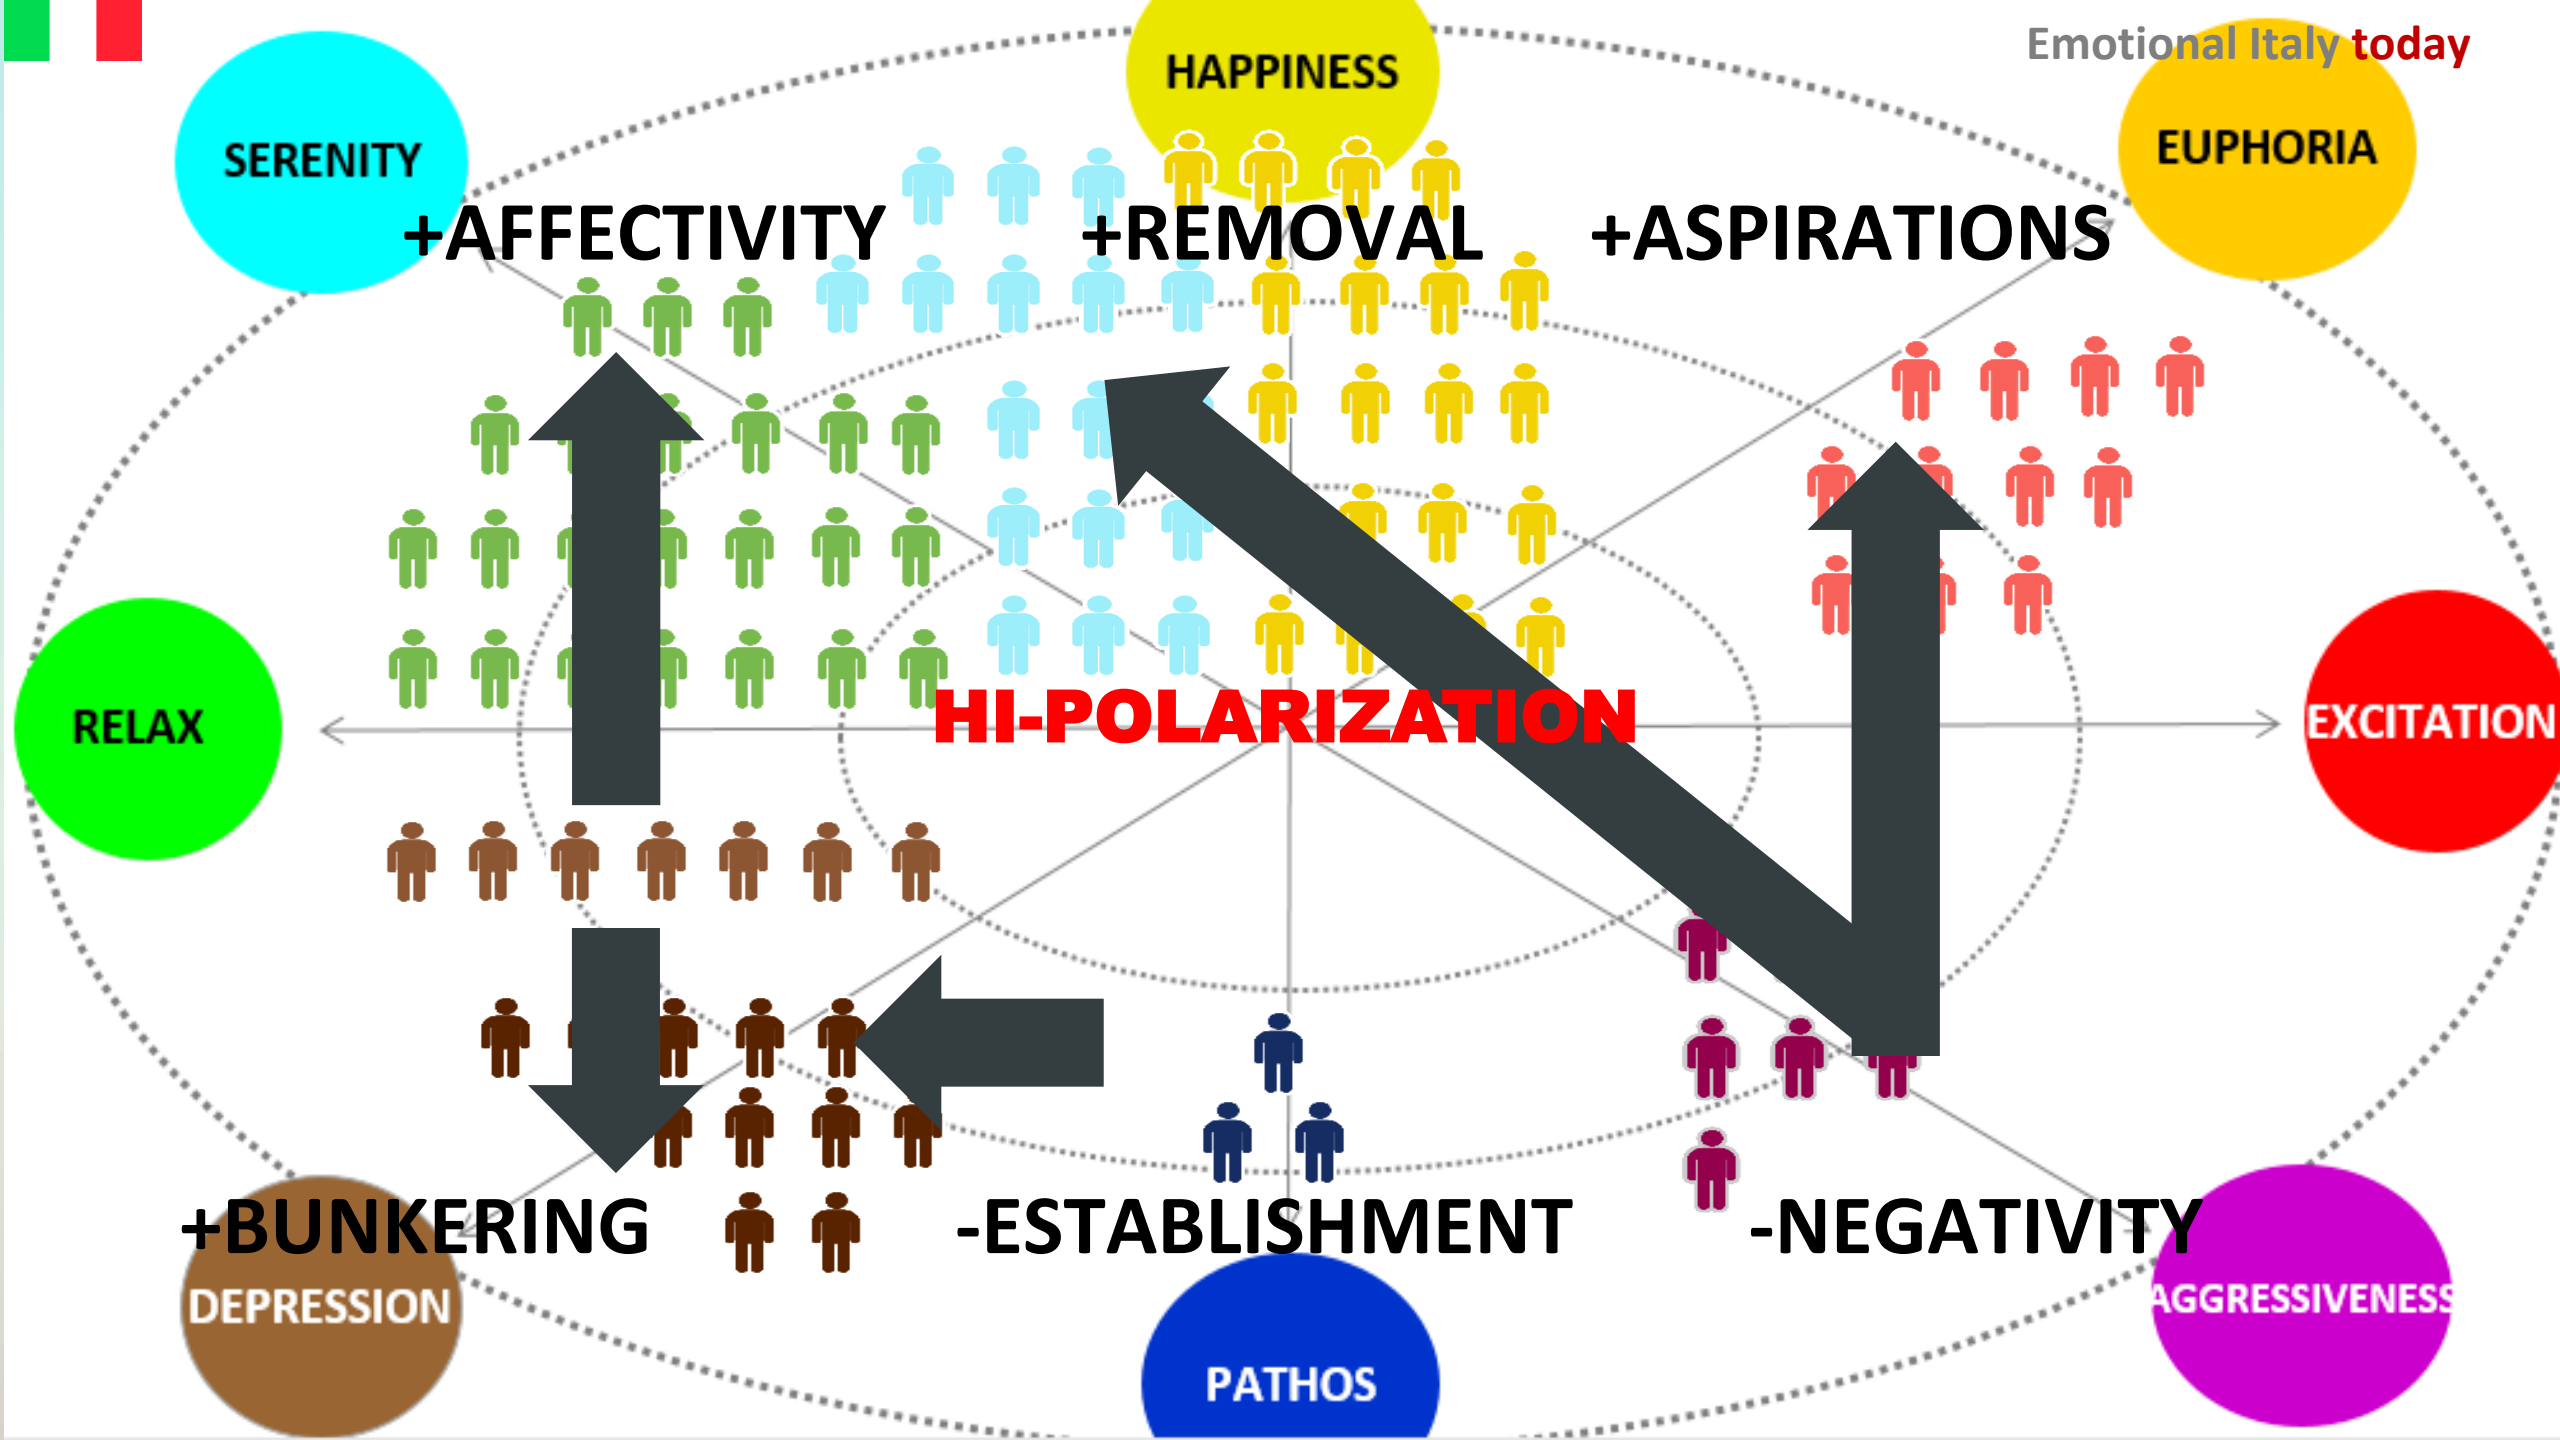 Emotional Italy today
HAPPINESS
SERENITY
EUPHORIA
+AFFECTIVITY
+REMOVAL
+ASPIRATIONS
RELAX
HI-POLARIZATION
EXCITATION
+BUNKERING
-ESTABLISHMENT
-NEGATIVITY
DEPRESSION
AGGRESSIVENESS
PATHOS